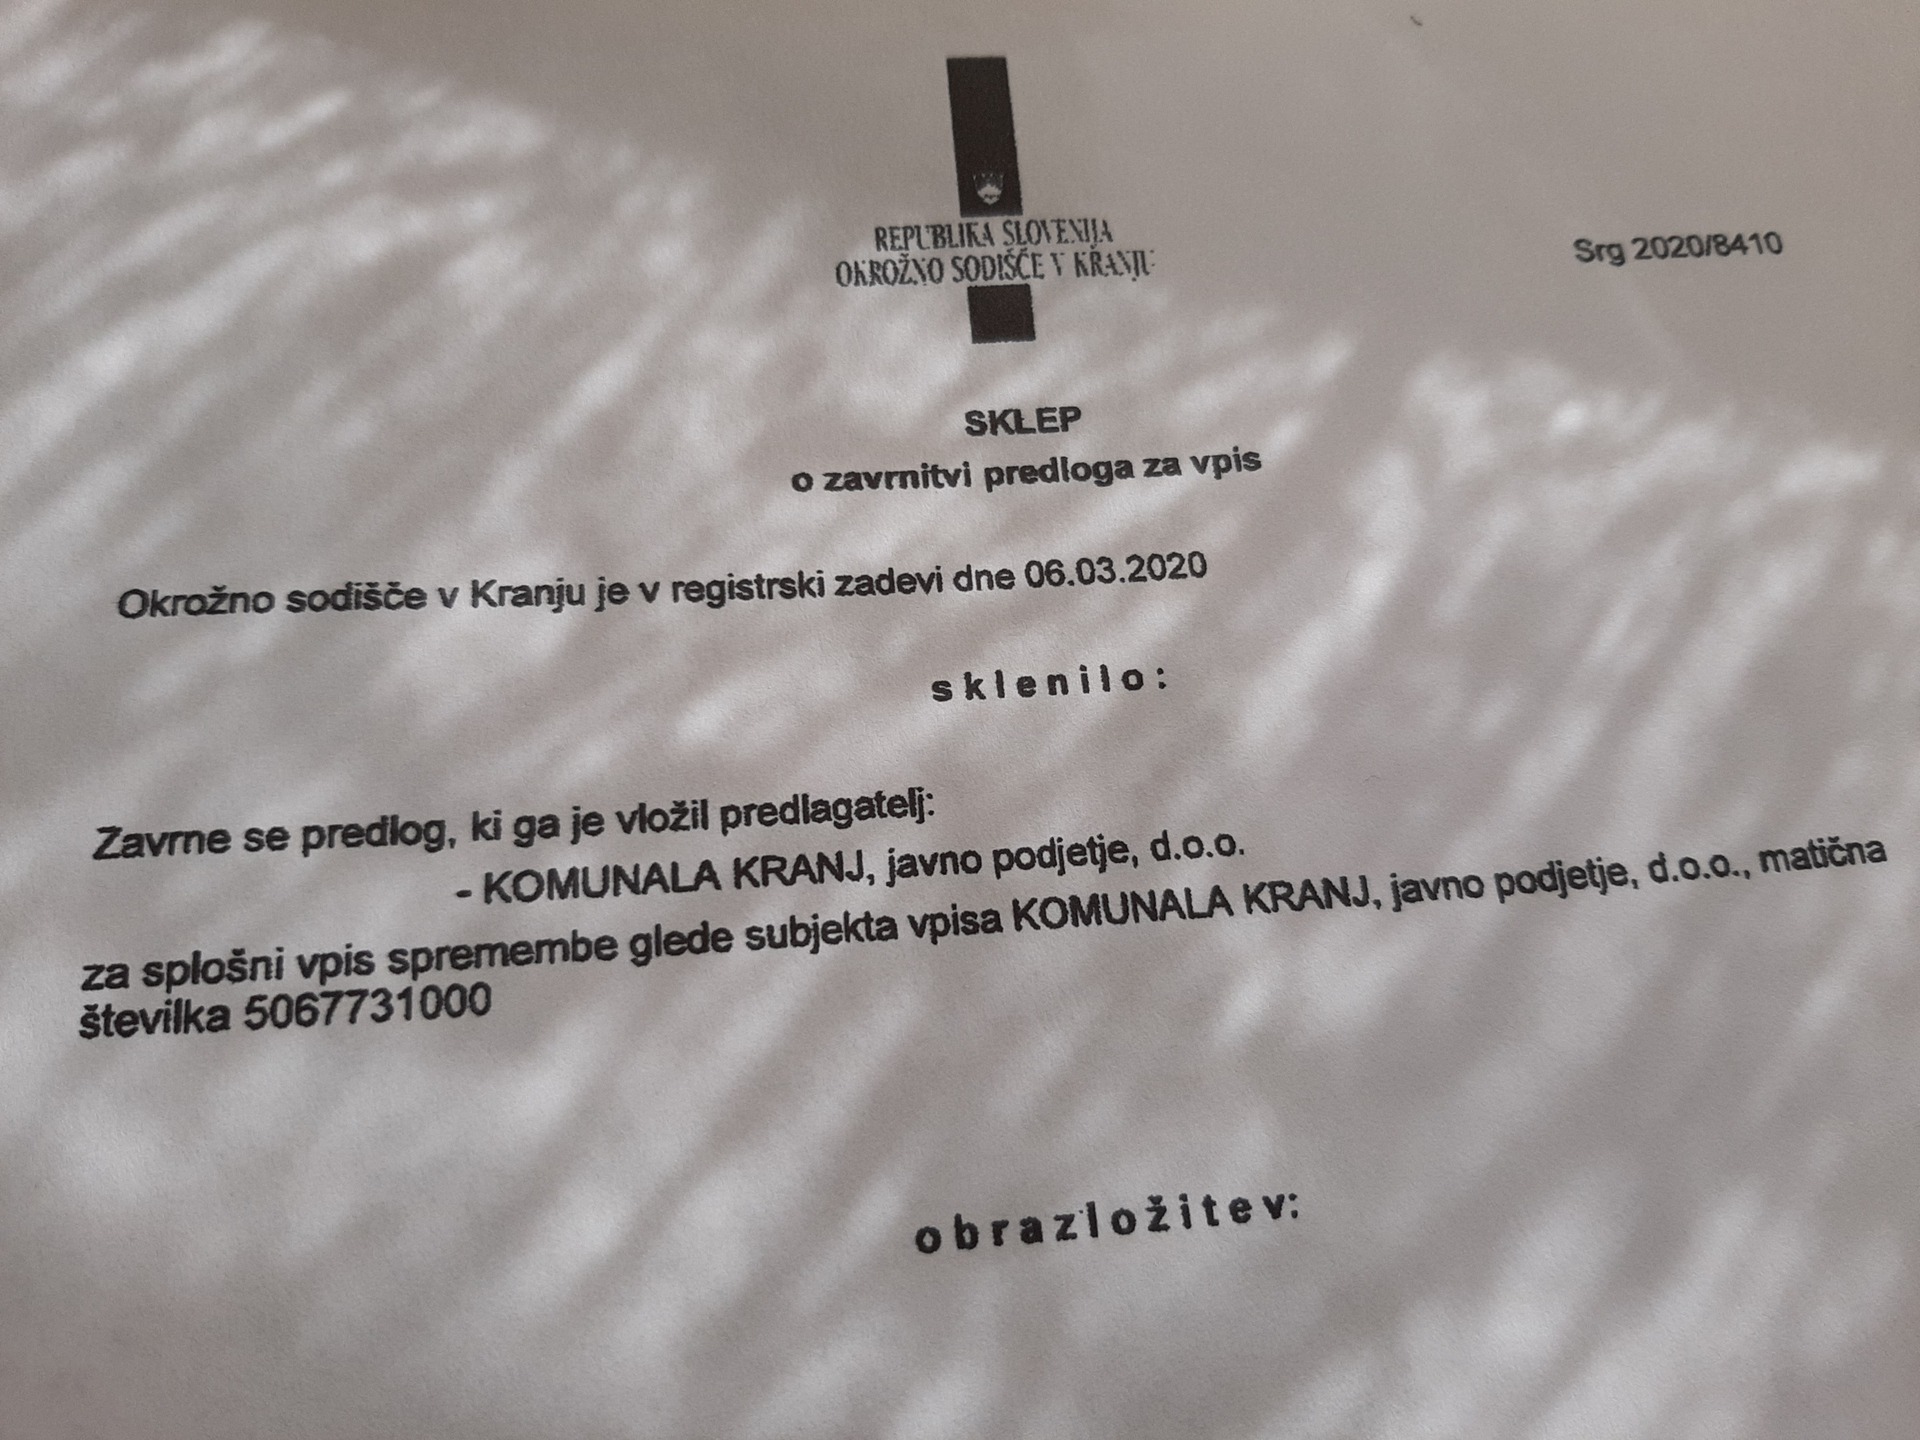 REPUBLIKA SLOVENIJA
OKROŽNO SODIŠČE V KRANJU
Srg 2020/8410
SKLEP
o zavrnitvi predloga za vpis
Okrožno sodišče v Kranju je v registrski zadevi dne 06.03.2020
sklenilo:
Zavrne se predlog, ki ga je vložil predlagatelj:
- KOMUNALA KRANJ, javno podjetje, d.o.o.
za splošni vpis spremembe glede subjekta vpisa KOMUNALA KRANJ, javno podjetje, d.o.o., matična
številka 5067731000
obrazložitev: